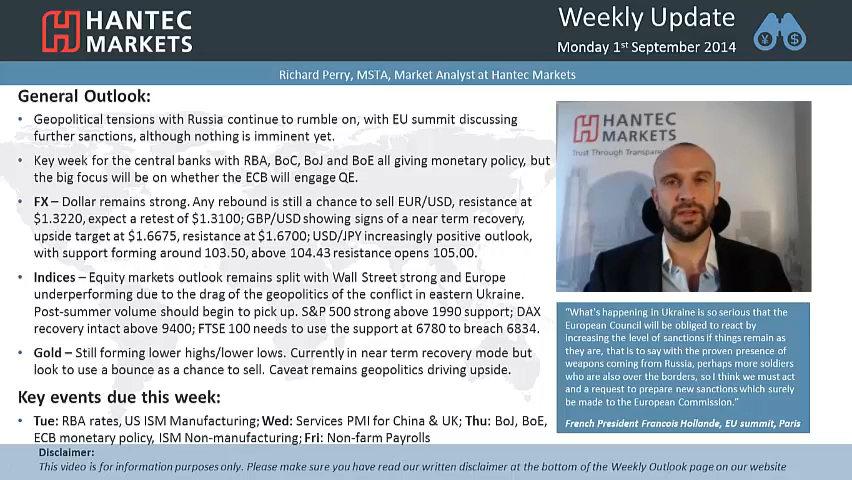 HANTEC
MARKETS
Weekly Update
Monday 1st September 2014
¥ $
Richard Perry, MSTA, Market Analyst at Hantec Markets
General Outlook:
• Geopolitical tensions with Russia continue to rumble on, with EU summit discussing
further sanctions, although nothing is imminent yet.
• Key week for the central banks with RBA, BoC, BoJ and BoE all giving monetary policy, but
the big focus will be on whether the ECB will engage QE.
• FX – Dollar remains strong. Any rebound is still a chance to sell EUR/USD, resistance at
$1.3220, expect a retest of $1.3100; GBP/USD showing signs of a near term recovery,
upside target at $1.6675, resistance at $1.6700; USD/JPY increasingly positive outlook,
with support forming around 103.50, above 104.43 resistance opens 105.00.
• Indices – Equity markets outlook remains split with Wall Street strong and Europe
underperforming due to the drag of the geopolitics of the conflict in eastern Ukraine.
Post-summer volume should begin to pick up. S&P 500 strong above 1990 support; DAX
recovery intact above 9400; FTSE 100 needs to use the support at 6780 to breach 6834.
• Gold – Still forming lower highs/lower lows. Currently in near term recovery mode but
look to use a bounce as a chance to sell. Caveat remains geopolitics driving upside.
Key events due this week:
• Tue: RBA rates, US ISM Manufacturing; Wed: Services PMI for China & UK; Thu: BoJ, BoE,
ECB monetary policy, ISM Non-manufacturing; Fri: Non-farm Payrolls
HANTEC
MARKETS
Trust Through Transparen
"What's happening in Ukraine is so serious that the
European Council will be obliged to react by
increasing the level of sanctions if things remain as
they are, that is to say with the proven presence of
weapons coming from Russia, perhaps more soldiers
who are also over the borders, so I think we must act
and a request to prepare new sanctions which surely
be made to the European Commission."
French President Francois Hollande, EU summit, Paris
Disclaimer:
This video is for information purposes only. Please make sure you have read our written disclaimer at the bottom of the Weekly Outlook page on our website